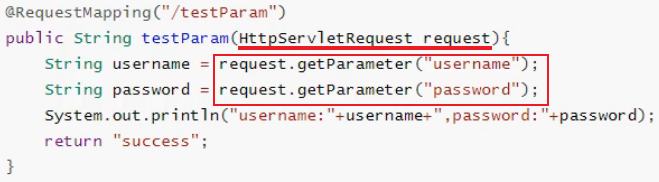 @RequestMapping("/testParam")
public String testParam(HttpServletRequest request){
    String username = request.getParameter("username");
    String password = request.getParameter("password");
    System.out.println("username:"+username+",password:"+password);
    return "success";
}